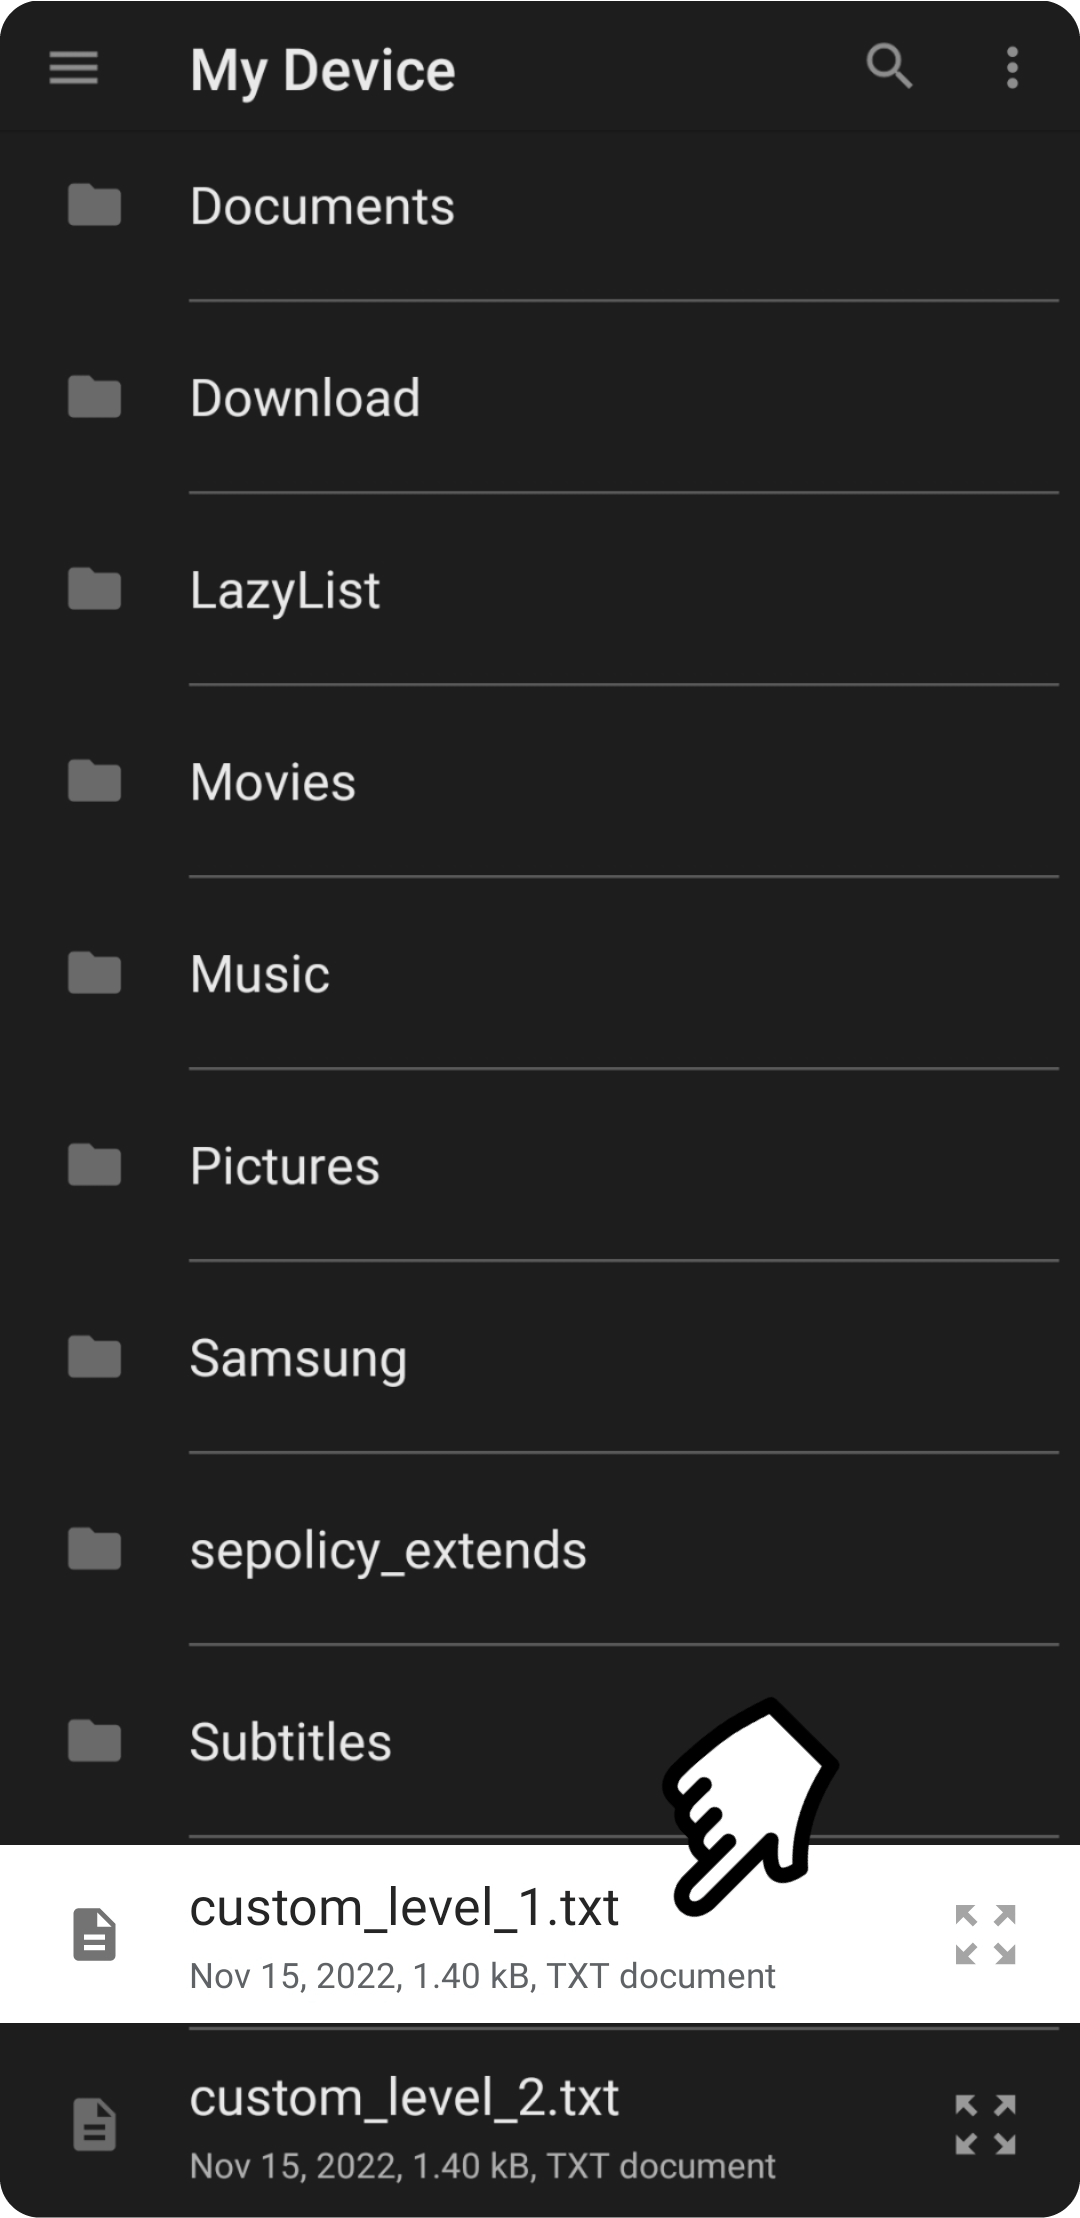 My Device
Documents
Download
LazyList
Movies
Music
Pictures
Samsung
sepolicy_extends
Subtitles
custom_level_1.txt
Nov 15, 2022, 1.40 kB, TXT document
custom_level_2.txt
Nov 15, 2022, 1.40 kB, TXT document